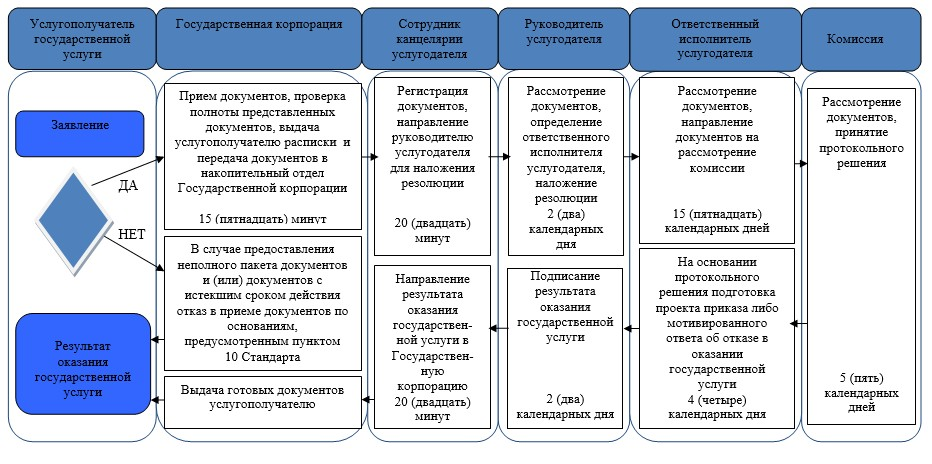 Услугополучатель
государственной
услуги
Государственная корпорация
Сотрудник
канцелярии
услугодателя
Руководитель
услугодателя
Ответственный
исполнитель
услугодателя
Комиссия
Заявление
ДА
НЕТ
Результат
оказания
государственной
услуги
Прием документов, проверка
полноты представленных
документов, выдача
услугополучателю расписки и
передача документов в
накопительный отдел
Государственной корпорации
15 (пятнадцать) минут
В случае предоставления
неполного пакета документов
и (или) документов с
истекшим сроком действия
отказ в приеме документов по
основаниям,
предусмотренным пунктом
10 Стандарта
Выдача готовых документов
услугополучателю
Регистрация
документов,
направление
руководителю
услугодателя
для наложения
резолюции
20 (двадцать)
минут
Направление
результата
оказания
государствен-
ной услуги в
Государствен-
ную
корпорацию
20 (двадцать)
минут
Рассмотрение
документов,
определение
ответственного
исполнителя
услугодателя,
наложение
резолюции
2 (два)
календарных
дня
Подписание
результата
оказания
государственной
услуги
2 (два)
календарных дня
Рассмотрение
документов,
направление
документов на
рассмотрение
комиссии
15 (пятнадцать)
календарных дней
На основании
протокольного
решения подготовка
проекта приказа либо
мотивированного
ответа об отказе в
оказании
государственной
услуги
4 (четыре)
календарных дня
Рассмотрение
документов,
принятие
протокольного
решения
5 (пять)
календарных
дней